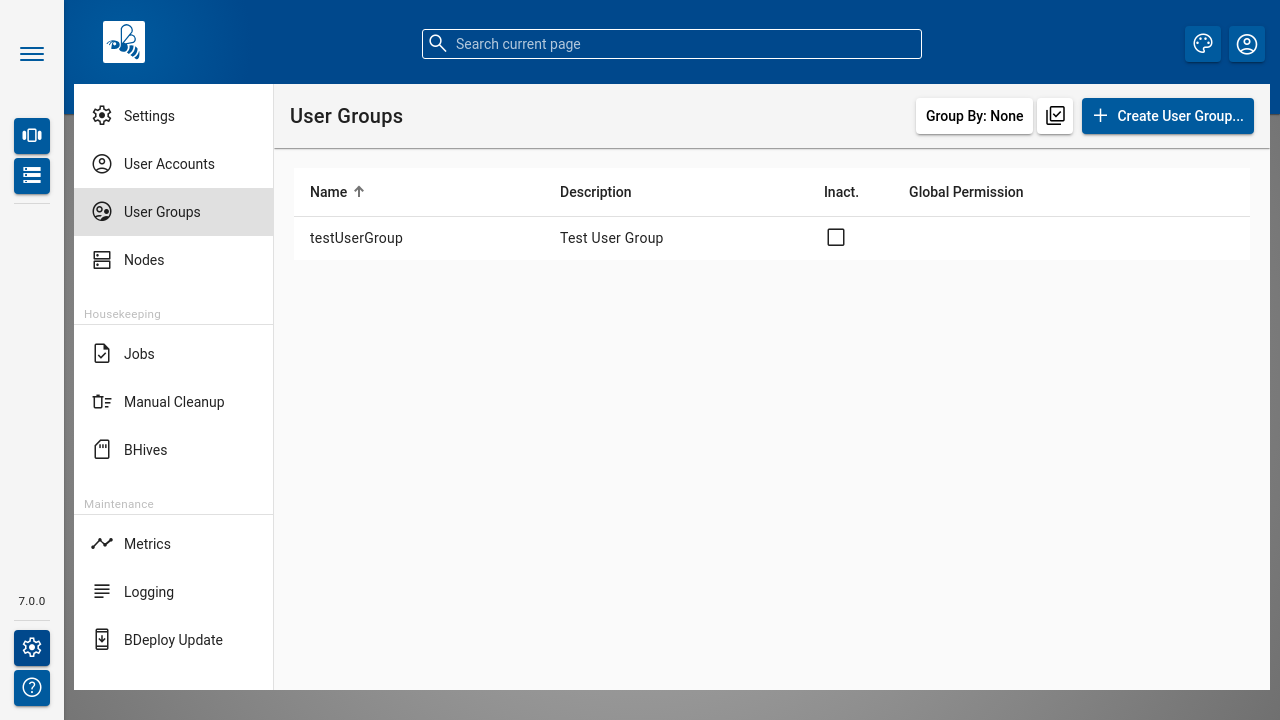 Search current page
Settings
User Accounts
User Groups
Nodes
Housekeeping
Jobs
Manual Cleanup
BHives
Maintenance
Metrics
Logging
BDeploy Update
7.0.0
User Groups
Group By: None
Create User Group...
Name Description Inact. Global Permission
testUserGroup Test User Group